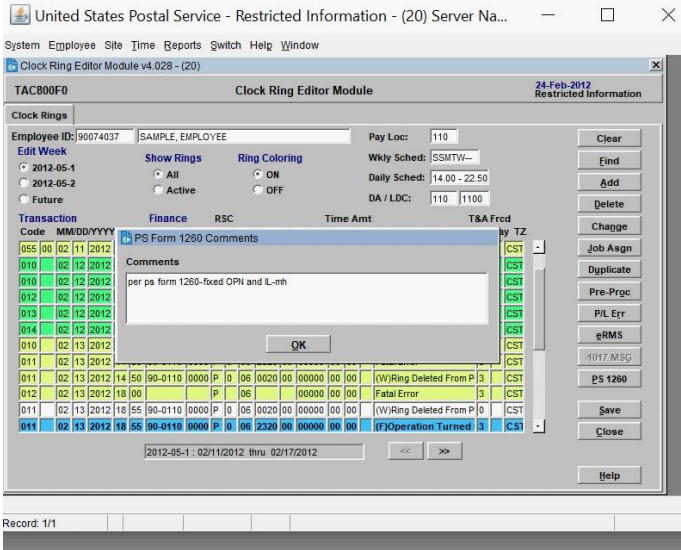 United States Postal Service - Restricted Information - (20) Server Na...
System Employee Site Time Reports Switch Help Window
Clock Ring Editor Module v4.028 - (20)
TAC800F0 Clock Ring Editor Module 24-Feb-2012
Restricted Information
Clock Rings
Employee ID: 90074037 SAMPLE, EMPLOYEE Pay Loc: 110 Clear
Edit Week Show Rings Ring Coloring Wkly Sched: SSMTW-- Find
2012-05-1 All ON Daily Sched: 14.00 - 22.50 Add
2012-05-2 Active OFF DA / LDC: 110 1100
Future Delete
Transaction Finance RSC Time Amt T&A Frcd Change
Code MM/DD/YYYY ay TZ
PS Form 1260 Comments
055 00 02 11 2012 CST Job Asgn
010 02 12 2012 Comments CST Duplicate
010 02 12 2012 per ps form 1260-fixed OPN and IL-mh CST
012 02 12 2012 CST Pre-Proc
013 02 12 2012 CST P/L Err
014 02 12 2012 CST eRMS
010 02 13 2012 OK CST
011 02 13 2012 CST 1017 MSG
011 02 13 2012 14 50 90-0110 0000 P 0 06 0020 00 00000 00 00 (W)Ring Deleted From P 3 CST PS 1260
012 02 13 2012 18 00 P 06 00000 00 00 Fatal Error 3 CST
011 02 13 2012 18 55 90-0110 0000 P 0 06 0020 00 00000 00 00 (W)Ring Deleted From P 0 CST Save
011 02 13 2012 18 55 90-0110 0000 P 0 06 2320 00 00000 00 00 (F)Operation Turned 3 CST Close
2012-05-1 : 02/11/2012 thru 02/17/2012 << >>
Help
Record: 1/1